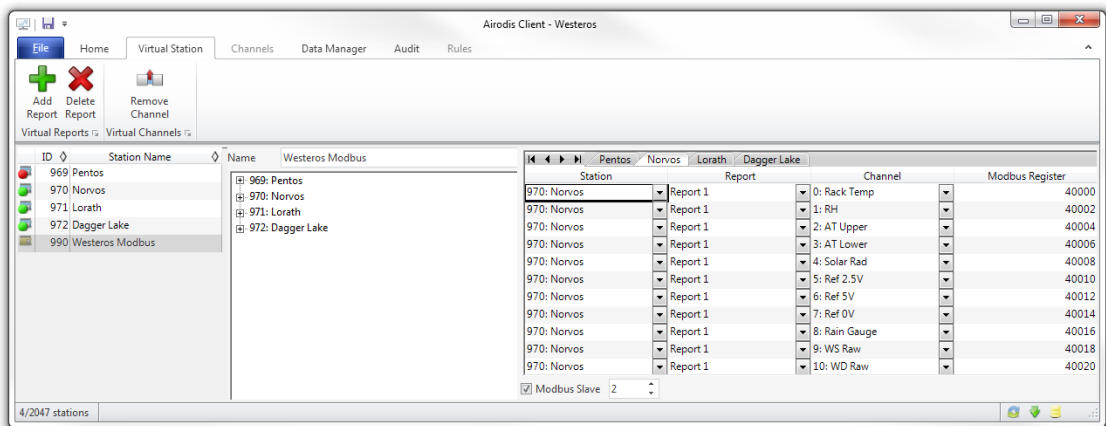 Airodis Client - Westeros
File Home Virtual Station Channels Data Manager Audit Rules
Add Report
Delete Report
Remove Channel
Virtual Reports Virtual Channels
ID Station Name
969 Pentos
970 Norvos
971 Lorath
972 Dagger Lake
990 Westeros Modbus
Name Westeros Modbus
969: Pentos
970: Norvos
971: Lorath
972: Dagger Lake
Pentos Norvos Lorath Dagger Lake
Station Report Channel Modbus Register
970: Norvos Report 1 0: Rack Temp 40000
970: Norvos Report 1 1: RH 40002
970: Norvos Report 1 2: AT Upper 40004
970: Norvos Report 1 3: AT Lower 40006
970: Norvos Report 1 4: Solar Rad 40008
970: Norvos Report 1 5: Ref 2.5V 40010
970: Norvos Report 1 6: Ref 5V 40012
970: Norvos Report 1 7: Ref 0V 40014
970: Norvos Report 1 8: Rain Gauge 40016
970: Norvos Report 1 9: WS Raw 40018
970: Norvos Report 1 10: WD Raw 40020
Modbus Slave 2
4/2047 stations